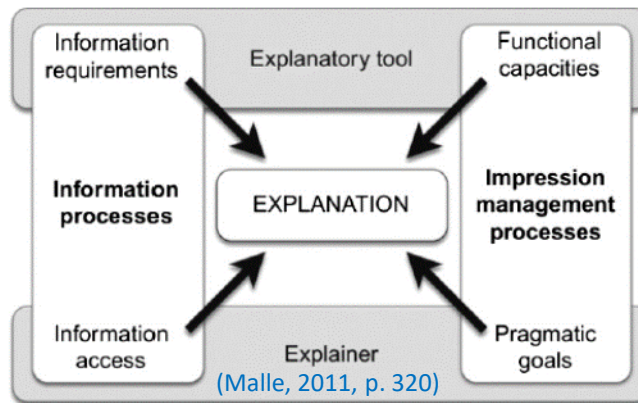 Information
requirements
Explanatory tool
Functional
capacities
Information
processes
EXPLANATION
Impression
management
processes
Information
access
Explainer
(Malle, 2011, p. 320)
Pragmatic
goals